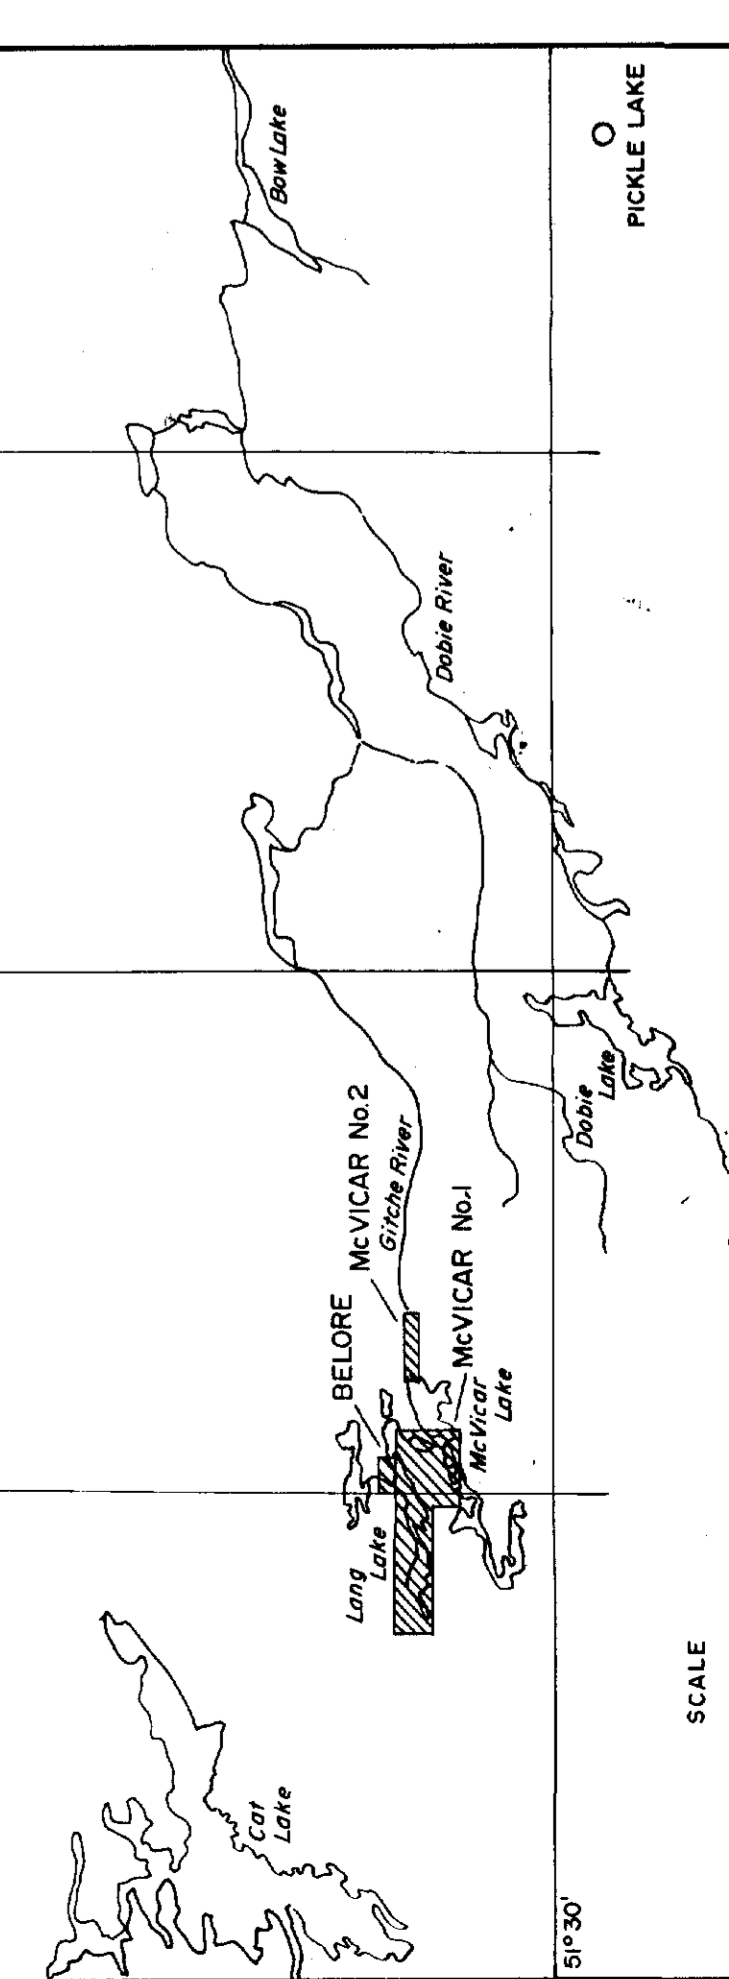 Bow Lake
PICKLE LAKE
Dobie River
Dobie
Lake
McVICAR No.2
Gitche River
BELORE
McVICAR No.1
McVicar
Lake
Lang
Lake
Cat
Lake
SCALE
51°30'